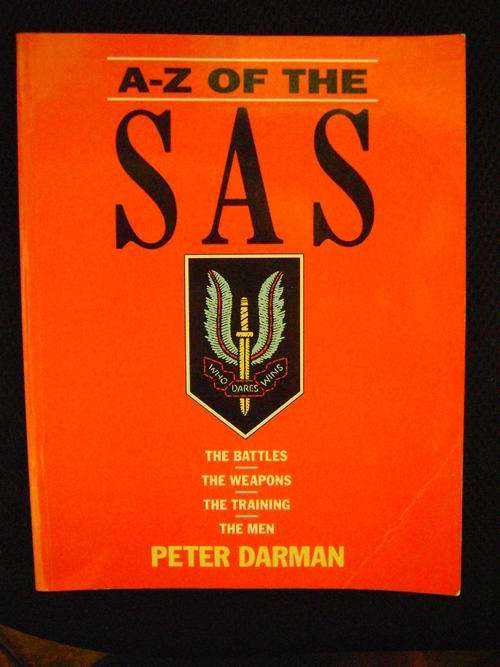 A-Z OF THE
SAS
WHO DARES WINS
THE BATTLES
THE WEAPONS
THE TRAINING
THE MEN
PETER DARMAN